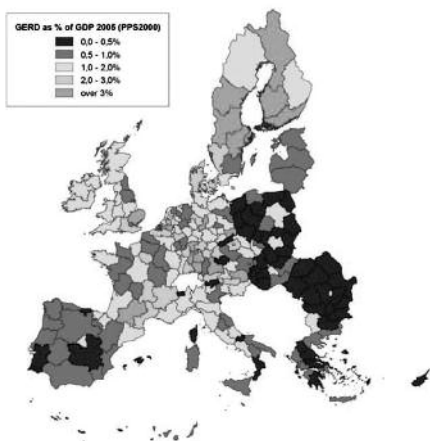 GERD as % of GDP 2005 (PPS2000)
0,0 - 0,5%
0,5 - 1,0%
1,0 - 2,0%
2,0 - 3,0%
over 3%